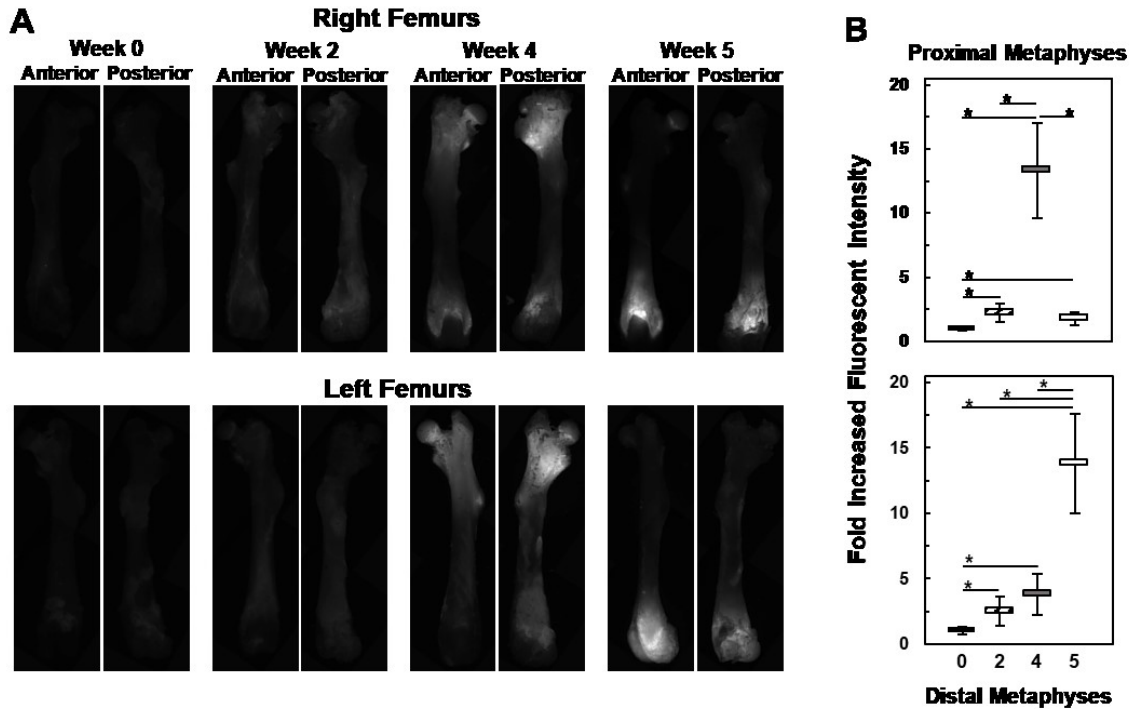 A
Right Femurs
Week 0 Week 2 Week 4 Week 5
Anterior Posterior Anterior Posterior Anterior Posterior Anterior Posterior
Left Femurs
B
Proximal Metaphyses
Fold Increased Fluorescent Intensity
20
15
10
5
0
* * *
*
*
20
15
10
5
0
*
*
*
*
*
0 2 4 5
Distal Metaphyses